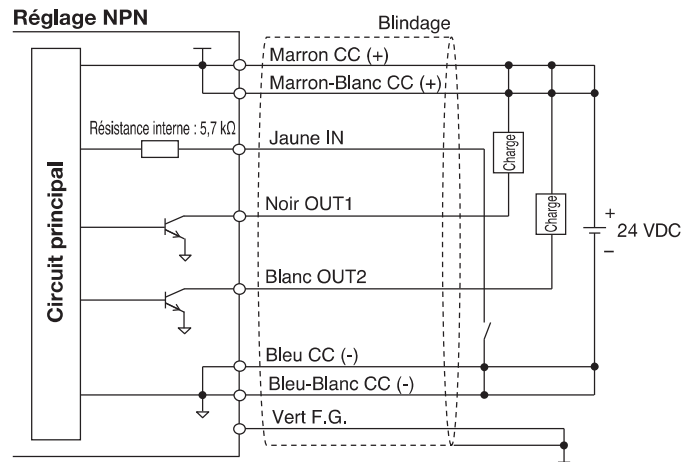 Réglage NPN
Blindage
Marron CC (+)
Marron-Blanc CC (+)
Résistance interne : 5,7 kΩ
Jaune IN
Charge
Noir OUT1
Charge
+
24 VDC
−
Circuit principal
Blanc OUT2
Bleu CC (-)
Bleu-Blanc CC (-)
Vert F.G.